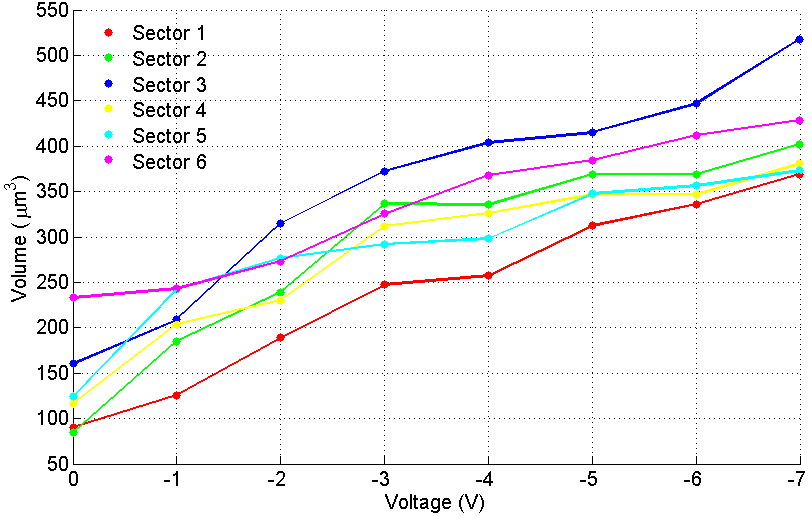 550
500
450
400
350
300
250
200
150
100
50
Volume ( μm³)
Sector 1
Sector 2
Sector 3
Sector 4
Sector 5
Sector 6
0 -1 -2 -3 -4 -5 -6 -7
Voltage (V)